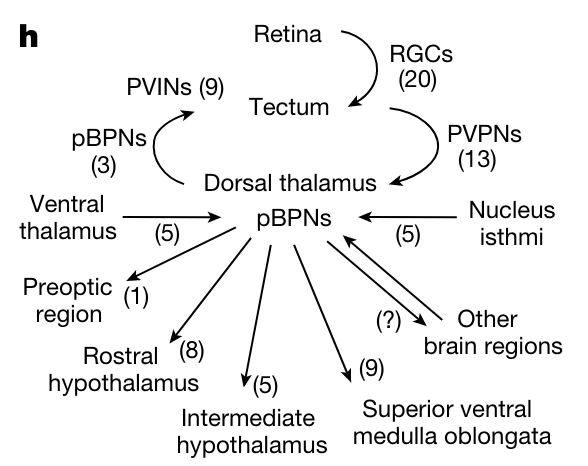 h
Retina
RGCs
(20)
PVINs (9)
Tectum
pBPNs
(3)
PVPNs
(13)
Dorsal thalamus
Ventral
thalamus
(5)
pBPNs
(5)
Nucleus
isthmi
Preoptic
region
(1)
(?)
Other
brain regions
Rostral
hypothalamus
(8)
(5)
(9)
Intermediate
hypothalamus
Superior ventral
medulla oblongata